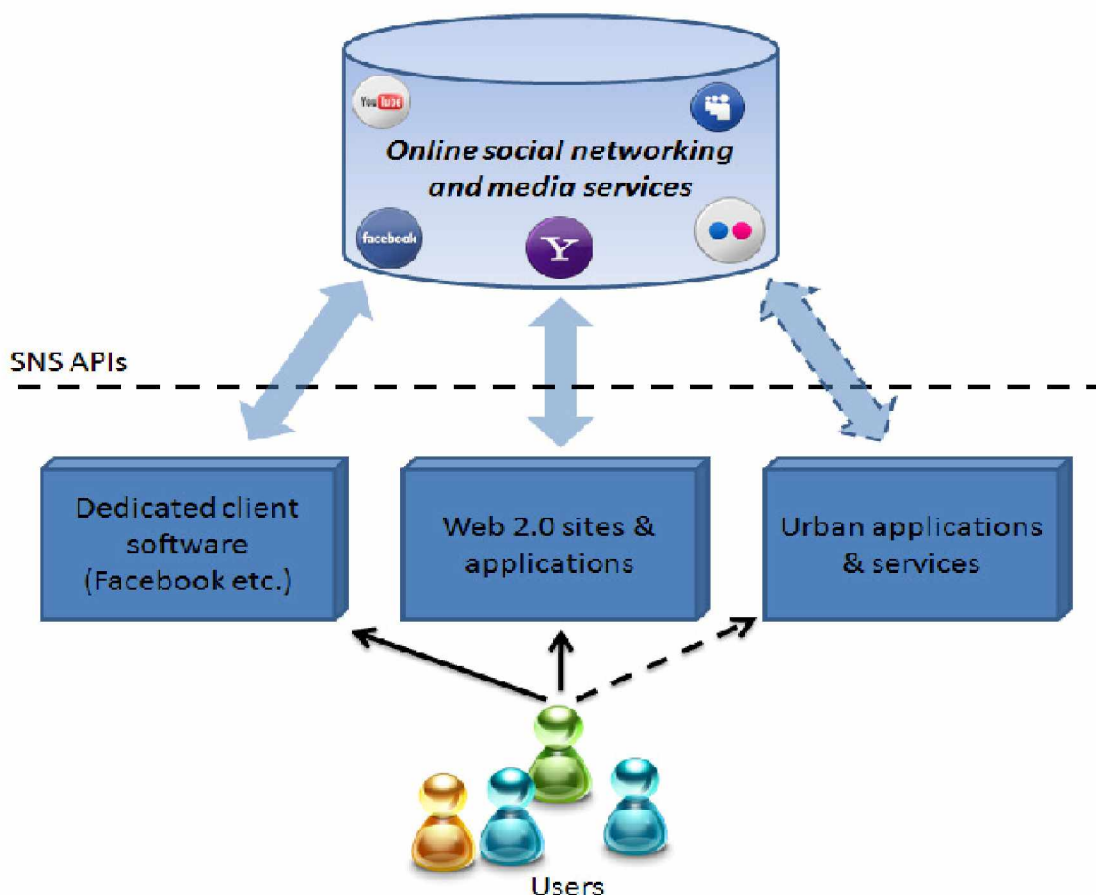 You Tube
Online social networking
and media services
facebook
Y
SNS APIs
Dedicated client
software
(Facebook etc.)
Web 2.0 sites &
applications
Urban applications
& services
Users